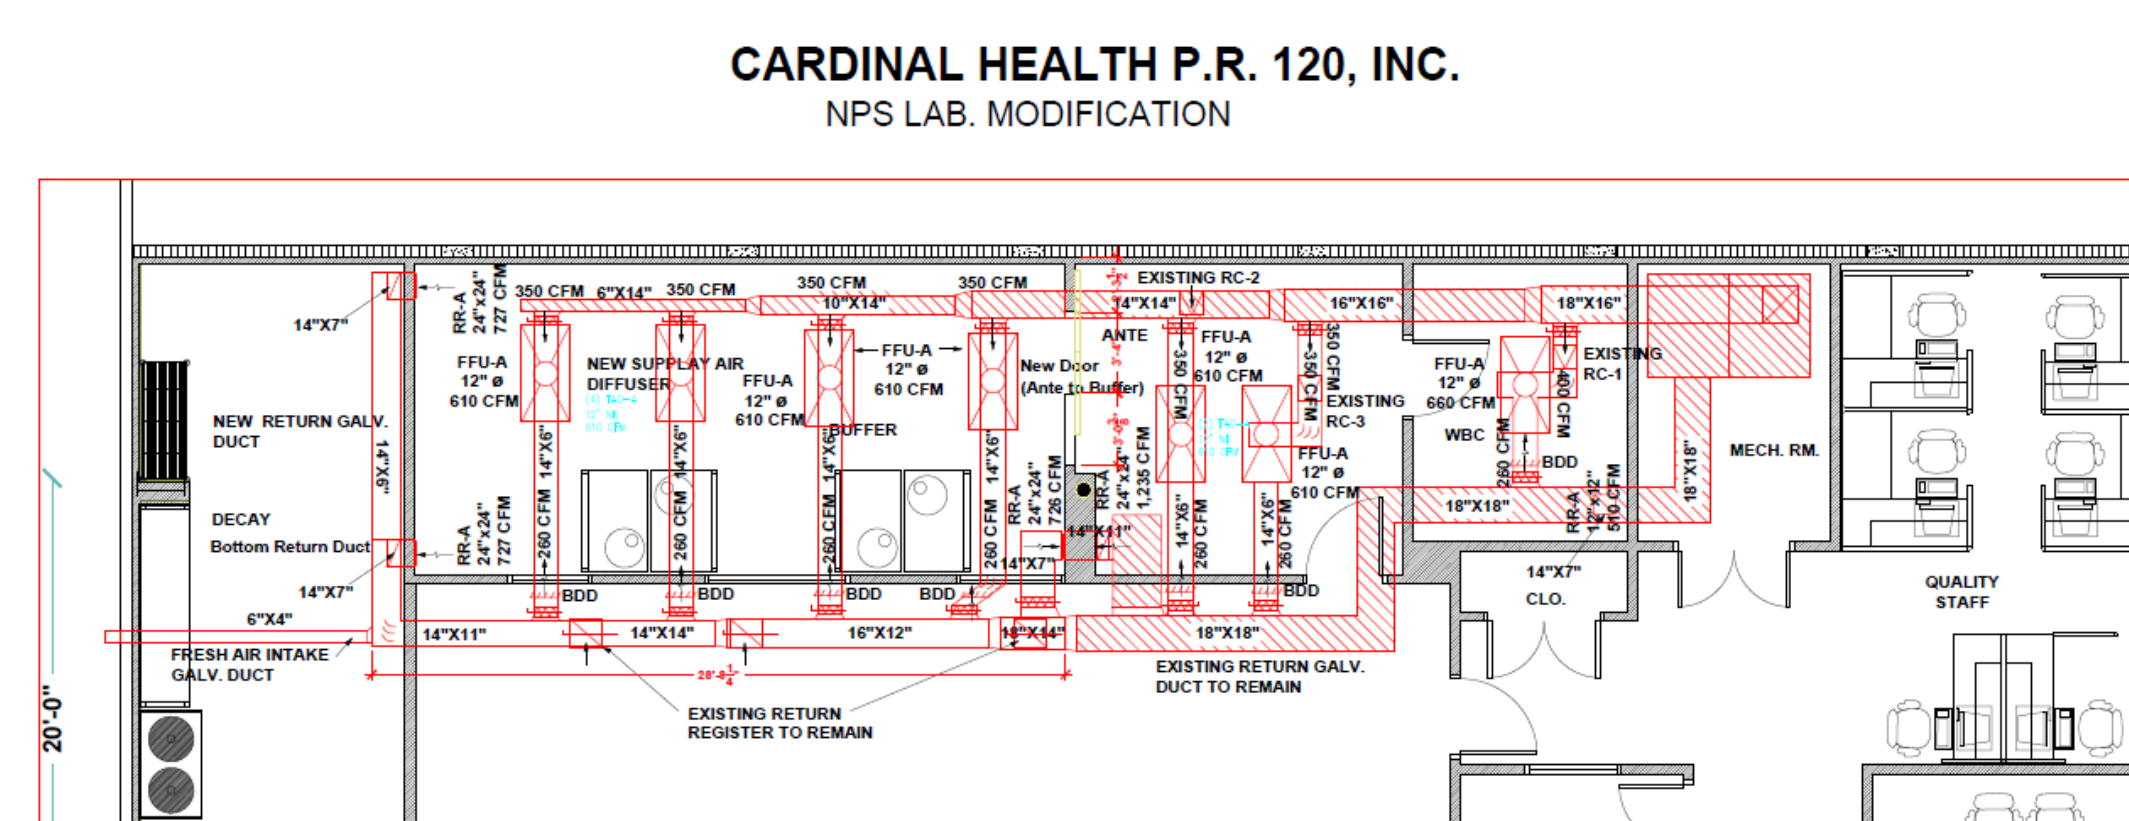 CARDINAL HEALTH P.R. 120, INC.
NPS LAB. MODIFICATION
14"X7"
RR-A
24"x24"
727 CFM
350 CFM
6"X14"
350 CFM
350 CFM
10"X14"
350 CFM
EXISTING RC-2
14"X14"
16"X16"
18"X16"
ANTE
FFU-A
12" ø
610 CFM
NEW SUPPLAY AIR
DIFFUSER
12"
610 CFM
FFU-A
12" ø
610 CFM
FFU-A
12" ø
610 CFM
New Door
(Ante to Buffer)
BUFFER
FFU-A
12" ø
610 CFM
350 CFM
350 CFM
350 CFM
EXISTING
RC-3
FFU-A
12" ø
610 CFM
FFU-A
12" ø
660 CFM
WBC
EXISTING
RC-1
400 CFM
260 CFM
BDD
RR-A
12"x12"
510 CFM
MECH. RM.
18"X18"
18"X18"
NEW RETURN GALV.
DUCT
14"X6"
DECAY
Bottom Return Duct
14"X7"
RR-A
24"x24"
727 CFM
260 CFM 14"X6"
260 CFM 14"X6"
260 CFM 14"X6"
260 CFM 14"X6"
RR-A
24"x24"
726 CFM
RR-A
24"x24"
1,235 CFM
14"X11"
14"X7"
14"X6"
260 CFM
14"X6"
260 CFM
BDD
BDD
BDD
BDD
BDD
14"X7"
CLO.
QUALITY
STAFF
6"X4"
FRESH AIR INTAKE
GALV. DUCT
14"X11"
14"X14"
16"X12"
18"X14"
18"X18"
28'-8 1/4"
EXISTING RETURN GALV.
DUCT TO REMAIN
EXISTING RETURN
REGISTER TO REMAIN
20'-0"